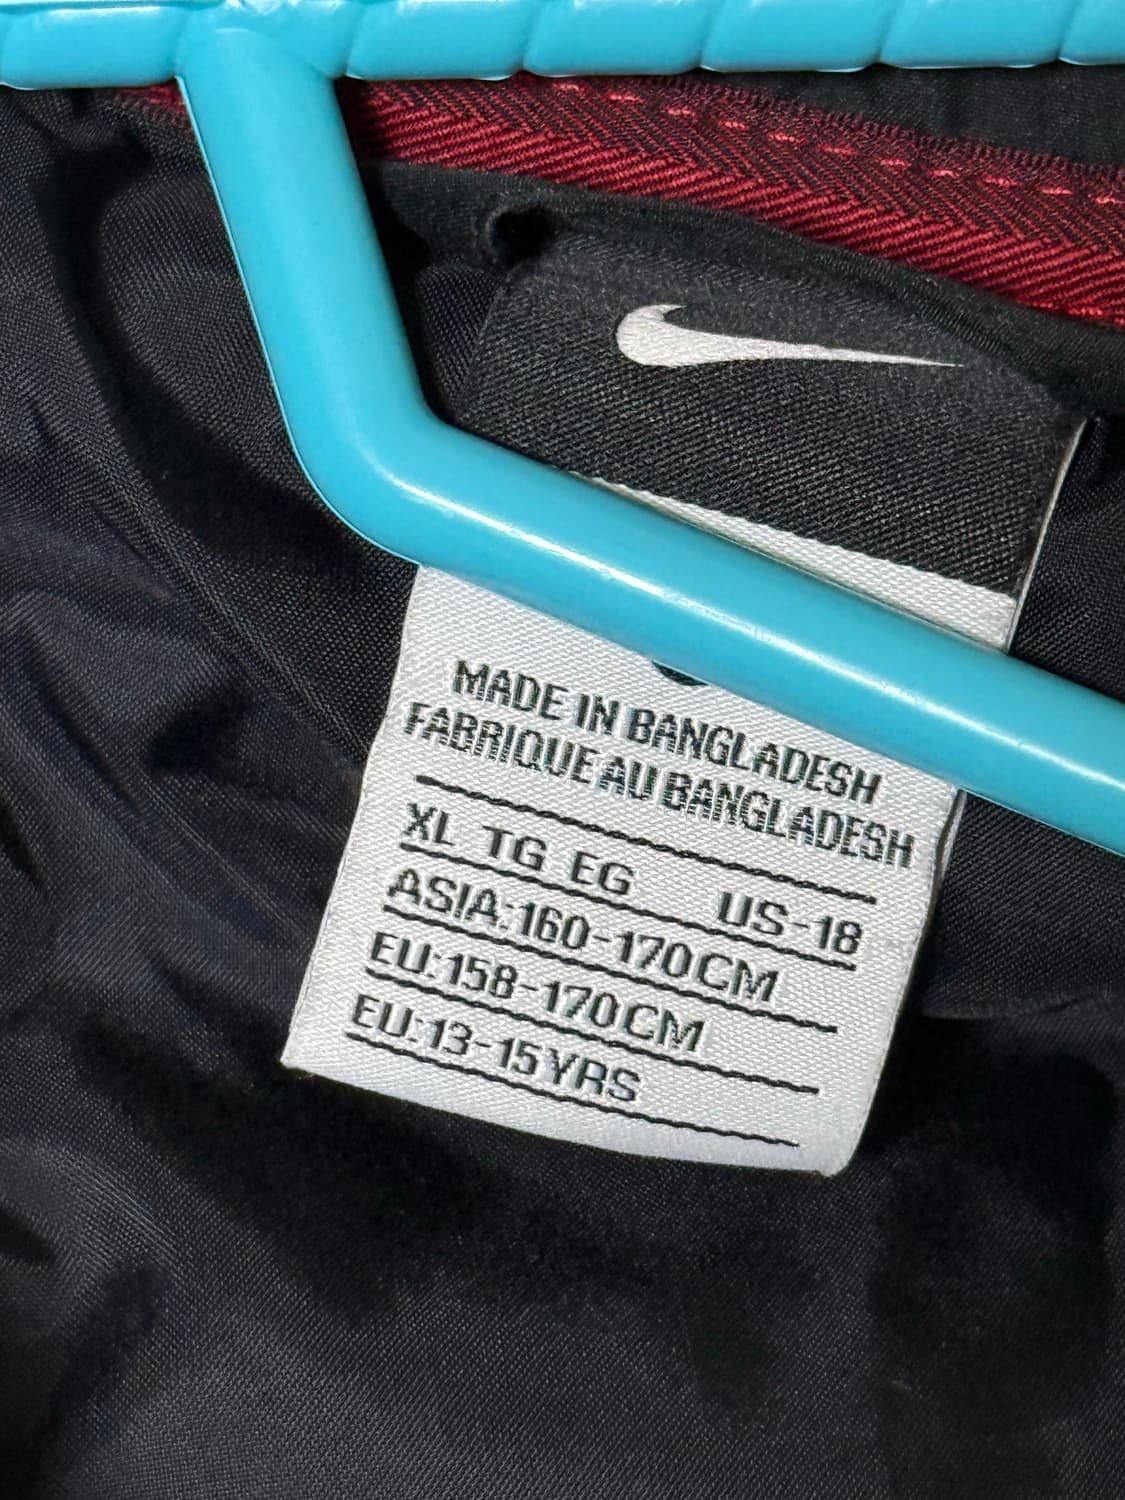 MADE IN BANGLADESH
FABRIQUE AU BANGLADESH
XL TG EG US-18
ASIA:160-170CM
EU:158-170CM
EU:13-15YRS